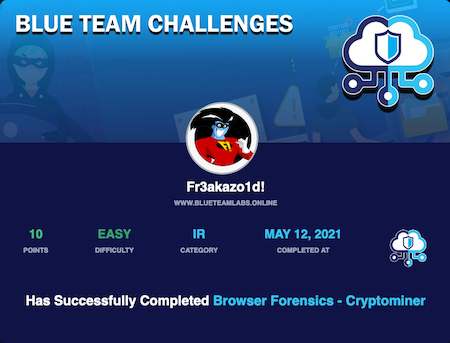 BLUE TEAM CHALLENGES
Fr3akazo1d!
WWW.BLUETEAMLABS.ONLINE
10 EASY IR MAY 12, 2021
POINTS DIFFICULTY CATEGORY COMPLETED AT
Has Successfully Completed Browser Forensics - Cryptominer